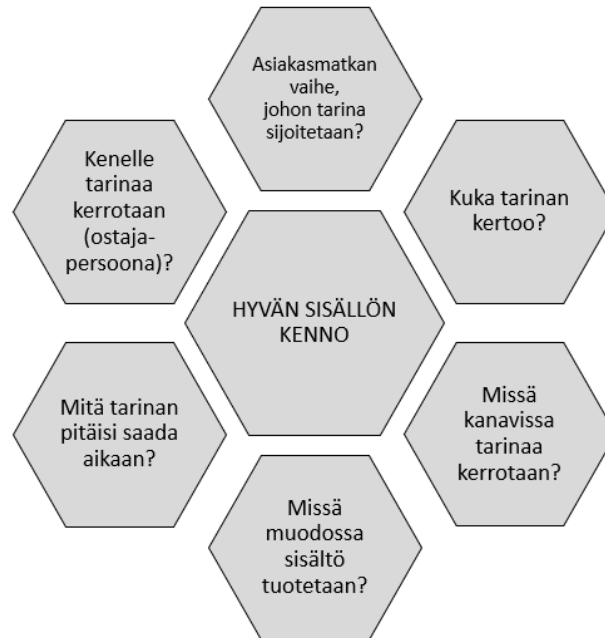 Asiakasmatkan
vaihe,
johon tarina
sijoitetaan?
Kenelle
tarinaa
kerrotaan
(ostaja-
persoona)?
Kuka tarinan
kertoo?
HYVÄN SISÄLLÖN
KENNO
Mitä tarinan
pitäisi saada
aikaan?
Missä
kanavissa
tarinaa
kerrotaan?
Missä
muodossa
sisältö
tuotetaan?